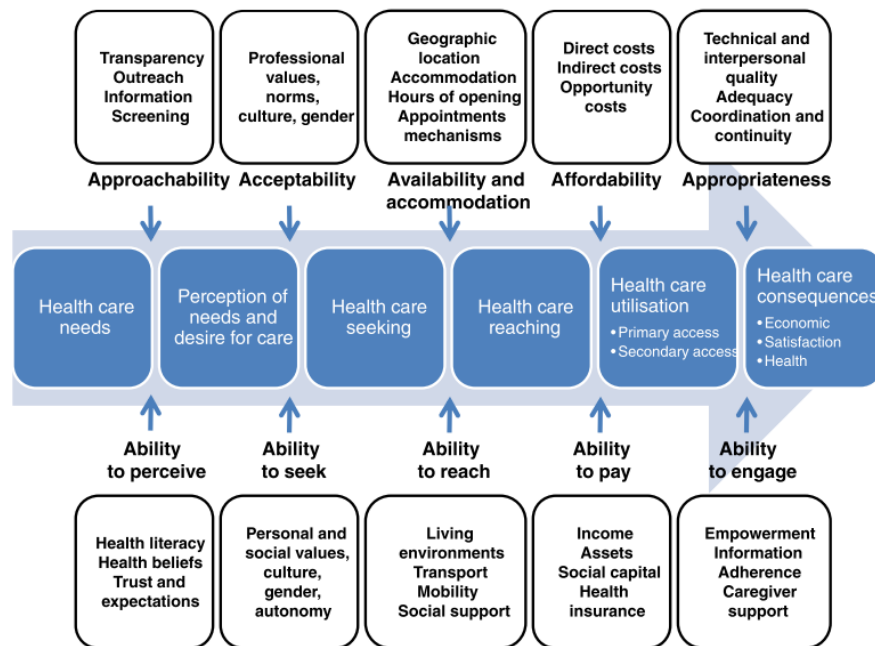 Transparency
Outreach
Information
Screening
Professional
values,
norms,
culture, gender
Geographic
location
Accommodation
Hours of opening
Appointments
mechanisms
Direct costs
Indirect costs
Opportunity
costs
Technical and
interpersonal
quality
Adequacy
Coordination and
continuity
Approachability
Acceptability
Availability and
accommodation
Affordability
Appropriateness
Health care
needs
Perception of
needs and
desire for care
Health care
seeking
Health care
reaching
Health care
utilisation
•Primary access
•Secondary access
Health care
consequences
•Economic
•Satisfaction
•Health
Ability
to perceive
Ability
to seek
Ability
to reach
Ability
to pay
Ability
to engage
Health literacy
Health beliefs
Trust and
expectations
Personal and
social values,
culture,
gender,
autonomy
Living
environments
Transport
Mobility
Social support
Income
Assets
Social capital
Health
insurance
Empowerment
Information
Adherence
Caregiver
support